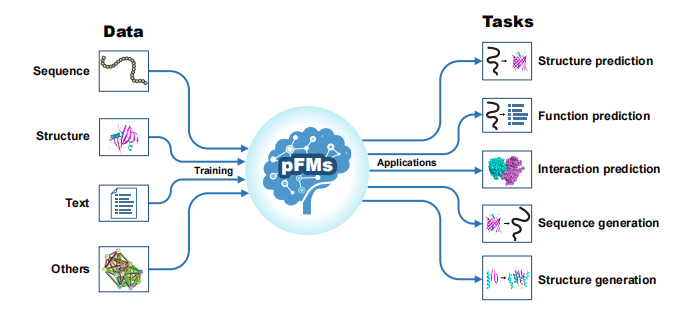 Data
Tasks
Sequence
Structure
Text
Others
Training
pFMs
Applications
Structure prediction
Function prediction
Interaction prediction
Sequence generation
Structure generation